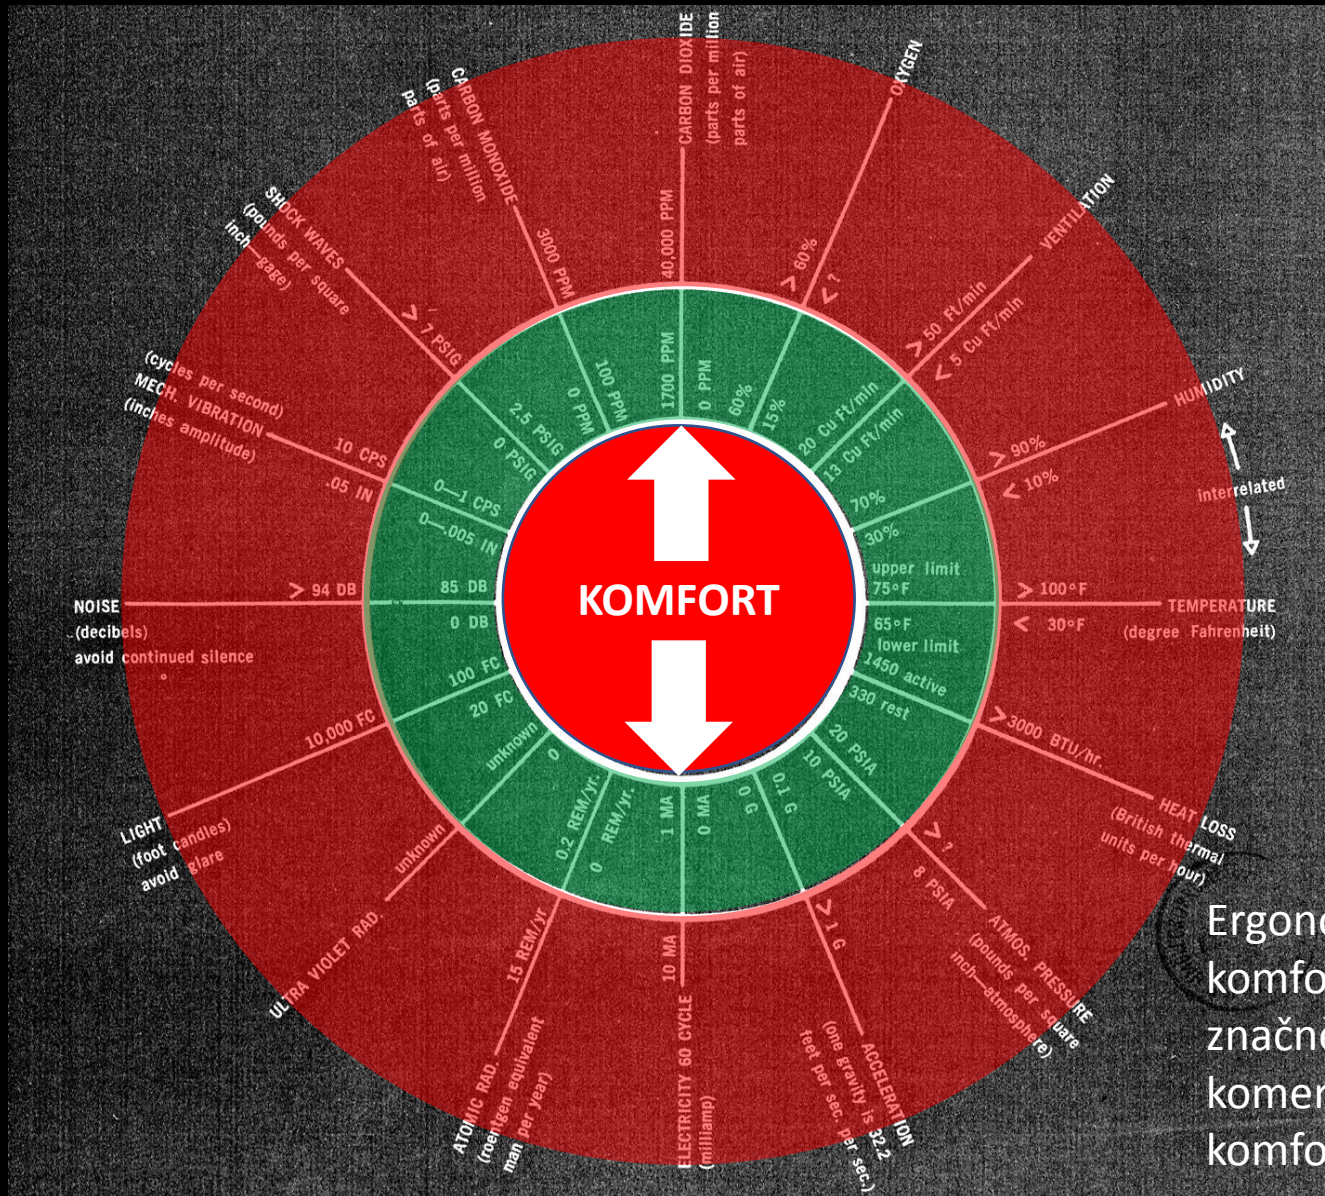 CARBON DIOXIDE
(parts per million
parts of air)
40,000 PPM
1700 PPM
0 PPM
OXYGEN
> 60%
< ?
60%
15%
VENTILATION
> 50 Ft/min
< 5 Cu Ft/min
20 Cu Ft/min
13 Cu Ft/min
HUMIDITY
> 90%
< 10%
70%
30%
interrelated
TEMPERATURE
(degree Fahrenheit)
> 100°F
< 30°F
upper limit
75°F
65°F
lower limit
HEAT LOSS
(British thermal
units per hour)
> 3000 BTU/hr.
1450 active
330 rest
ATMOS. PRESSURE
(pounds per square
inch—atmosphere)
> ?
8 PSIA
20 PSIA
10 PSIA
ACCELERATION
(one gravity is 32.2
feet per sec. per sec.)
> 1 G
0.1 G
0 G
ELECTRICITY 60 CYCLE
(milliamp)
10 MA
1 MA
0 MA
ATOMIC RAD.
(roentgen equivalent
man per year)
15 REM/yr
0.2 REM/yr.
0 REM/yr.
ULTRA VIOLET RAD.
unknown
unknown
0
LIGHT
(foot candles)
avoid glare
10,000 FC
100 FC
20 FC
NOISE
(decibels)
avoid continued silence
> 94 DB
85 DB
0 DB
(cycles per second)
MECH. VIBRATION
(inches amplitude)
10 CPS
.05 IN
0—1 CPS
0—.005 IN
SHOCK WAVES
(pounds per square
inch—gage)
> 7 PSIG
2.5 PSIG
0 PSIG
CARBON MONOXIDE
(parts per million
parts of air)
3000 PPM
100 PPM
0 PPM
KOMFORT